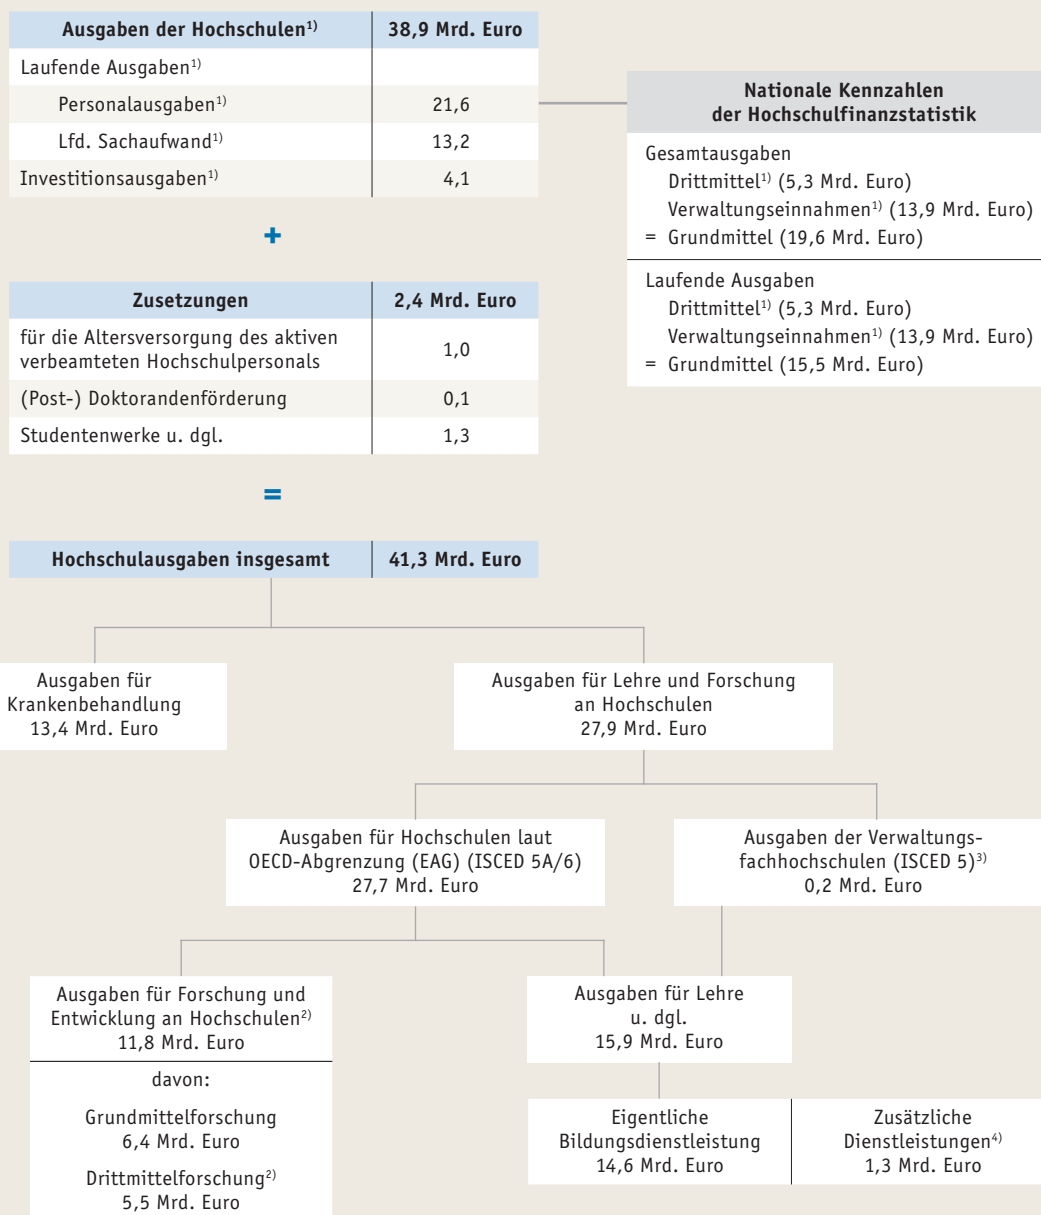 Ausgaben der Hochschulen¹⁾ 38,9 Mrd. Euro
Laufende Ausgaben¹⁾
Personalausgaben¹⁾ 21,6
Lfd. Sachaufwand¹⁾ 13,2
Investitionsausgaben¹⁾ 4,1
+
Zusetzungen 2,4 Mrd. Euro
für die Altersversorgung des aktiven
verbeamteten Hochschulpersonals 1,0
(Post-) Doktorandenförderung 0,1
Studentenwerke u. dgl. 1,3
=
Hochschulausgaben insgesamt 41,3 Mrd. Euro
Nationale Kennzahlen
der Hochschulfinanzstatistik
Gesamtausgaben
Drittmittel¹⁾ (5,3 Mrd. Euro)
Verwaltungseinnahmen¹⁾ (13,9 Mrd. Euro)
= Grundmittel (19,6 Mrd. Euro)
Laufende Ausgaben
Drittmittel¹⁾ (5,3 Mrd. Euro)
Verwaltungseinnahmen¹⁾ (13,9 Mrd. Euro)
= Grundmittel (15,5 Mrd. Euro)
Ausgaben für
Krankenbehandlung
13,4 Mrd. Euro
Ausgaben für Lehre und Forschung
an Hochschulen
27,9 Mrd. Euro
Ausgaben für Hochschulen laut
OECD-Abgrenzung (EAG) (ISCED 5A/6)
27,7 Mrd. Euro
Ausgaben der Verwaltungs-
fachhochschulen (ISCED 5)³⁾
0,2 Mrd. Euro
Ausgaben für Forschung und
Entwicklung an Hochschulen²⁾
11,8 Mrd. Euro
davon:
Grundmittelforschung
6,4 Mrd. Euro
Drittmittelforschung²⁾
5,5 Mrd. Euro
Ausgaben für Lehre
u. dgl.
15,9 Mrd. Euro
Eigentliche
Bildungsdienstleistung
14,6 Mrd. Euro
Zusätzliche
Dienstleistungen⁴⁾
1,3 Mrd. Euro